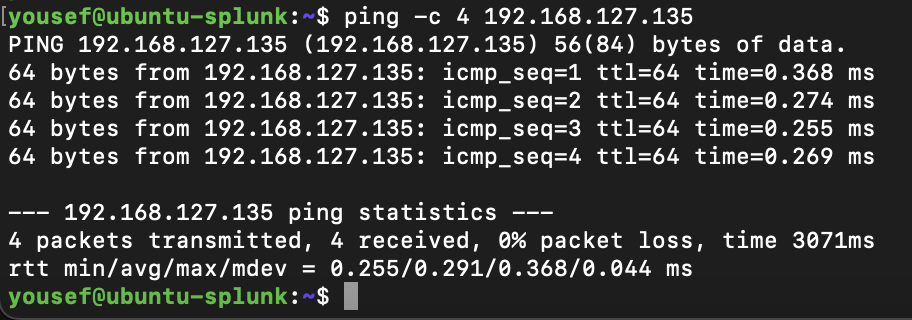 [yousef@ubuntu-splunk:~$ ping -c 4 192.168.127.135
PING 192.168.127.135 (192.168.127.135) 56(84) bytes of data.
64 bytes from 192.168.127.135: icmp_seq=1 ttl=64 time=0.368 ms
64 bytes from 192.168.127.135: icmp_seq=2 ttl=64 time=0.274 ms
64 bytes from 192.168.127.135: icmp_seq=3 ttl=64 time=0.255 ms
64 bytes from 192.168.127.135: icmp_seq=4 ttl=64 time=0.269 ms

--- 192.168.127.135 ping statistics ---
4 packets transmitted, 4 received, 0% packet loss, time 3071ms
rtt min/avg/max/mdev = 0.255/0.291/0.368/0.044 ms
yousef@ubuntu-splunk:~$